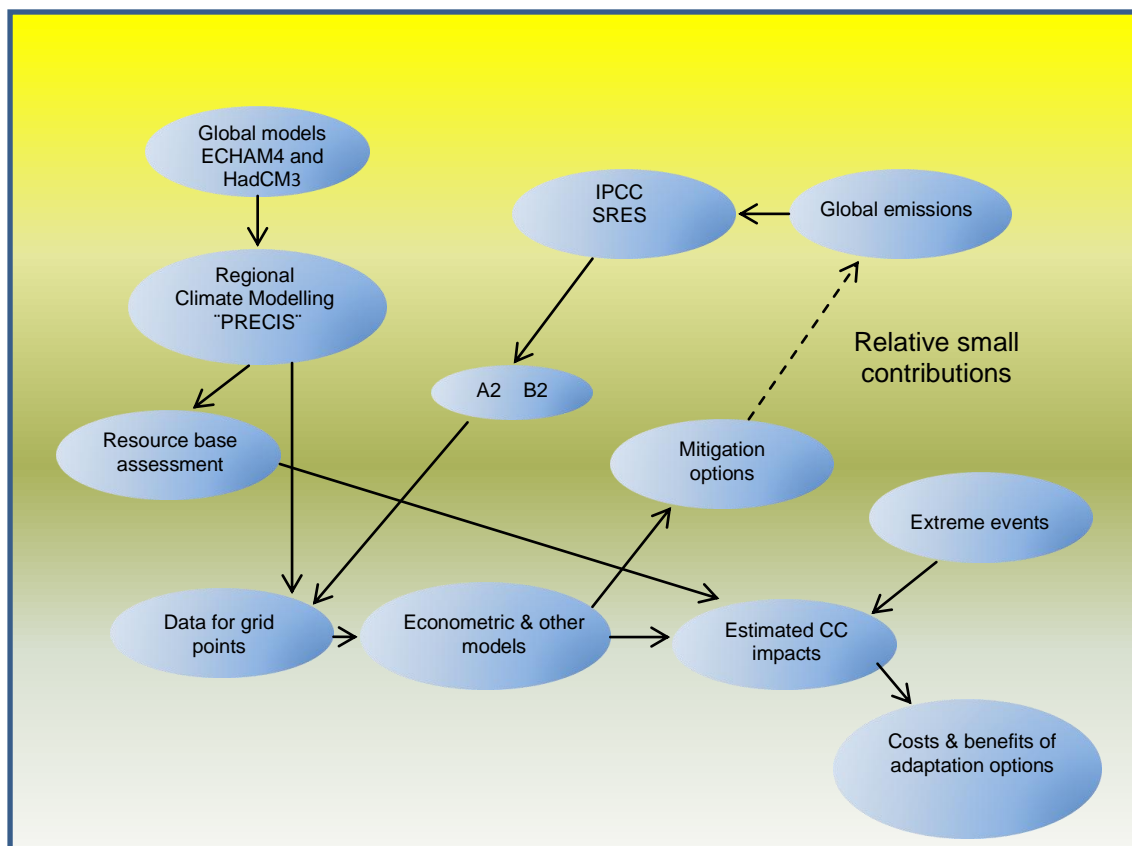 Global models
ECHAM4 and
HadCM3
IPCC
SRES
Global emissions
Regional
Climate Modelling
¨PRECIS¨
Relative small
contributions
A2 B2
Resource base
assessment
Mitigation
options
Extreme events
Data for grid
points
Econometric & other
models
Estimated CC
impacts
Costs & benefits of
adaptation options